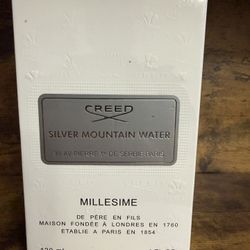 CREED
SILVER MOUNTAIN WATER
MILLESIME
DE PÈRE EN FILS
MAISON FONDÉE À LONDRES EN 1760
ETABLIE A PARIS EN 1854